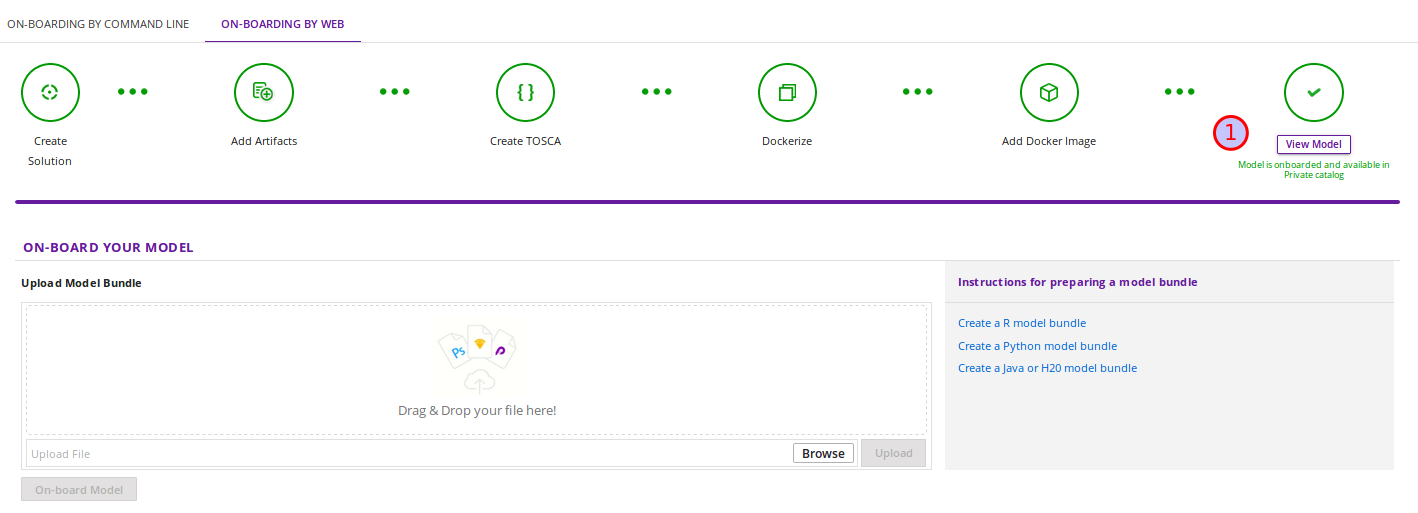 ON-BOARDING BY COMMAND LINE
ON-BOARDING BY WEB
{ }
Create
Solution
Add Artifacts
Create TOSCA
Dockerize
Add Docker Image
1
View Model
Model is onboarded and available in
Private catalog
ON-BOARD YOUR MODEL
Upload Model Bundle
Ps
Drag & Drop your file here!
Upload File
Browse
Upload
On-board Model
Instructions for preparing a model bundle
Create a R model bundle
Create a Python model bundle
Create a Java or H20 model bundle